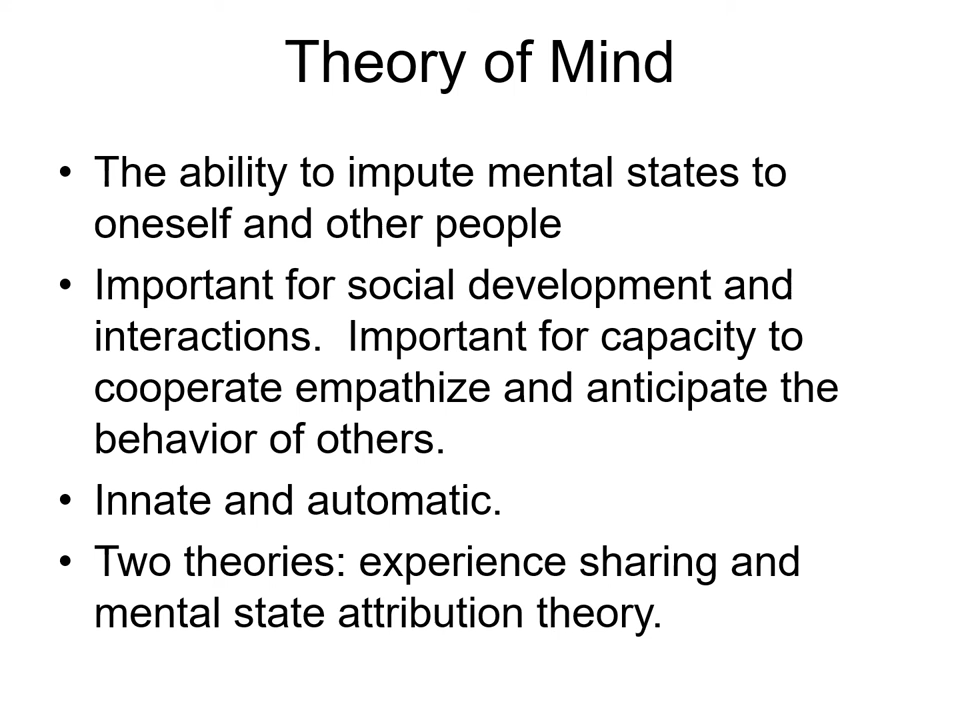 Theory of Mind
• The ability to impute mental states to
oneself and other people
• Important for social development and
interactions.  Important for capacity to
cooperate empathize and anticipate the
behavior of others.
• Innate and automatic.
• Two theories: experience sharing and
mental state attribution theory.